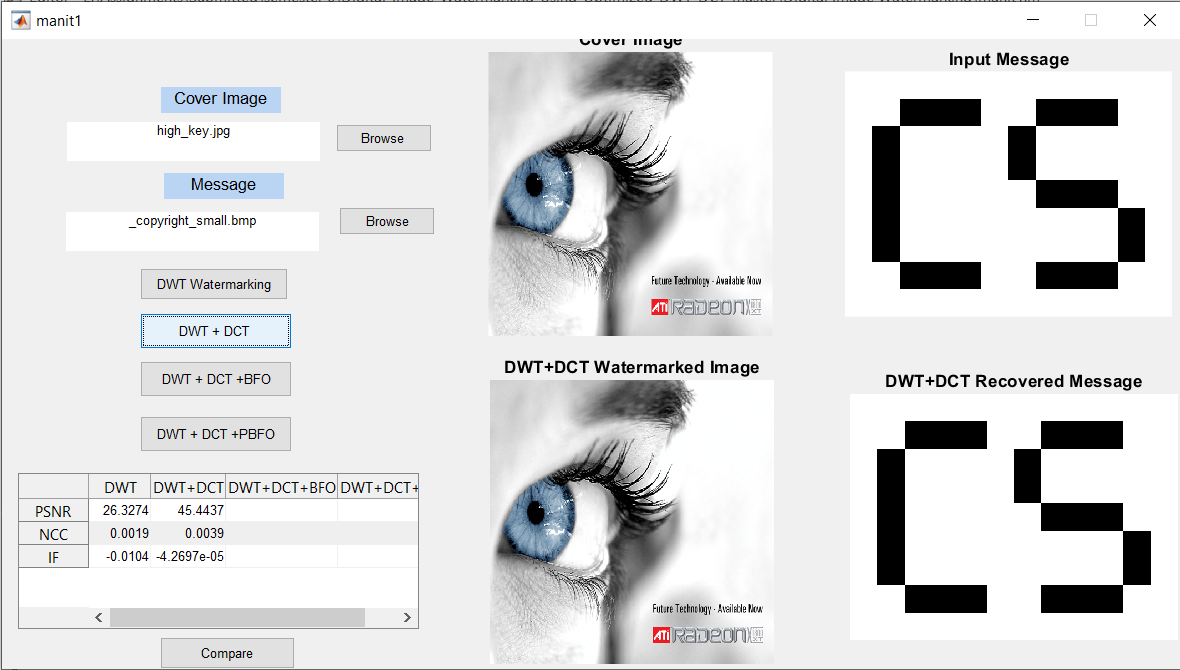 manit1
Cover Image
high_key.jpg
Browse
Message
_copyright_small.bmp
Browse
DWT Watermarking
DWT + DCT
DWT + DCT +BFO
DWT + DCT +PBFO
DWT DWT+DCT DWT+DCT+BFO DWT+DCT+
PSNR 26.3274 45.4437
NCC 0.0019 0.0039
IF -0.0104 -4.2697e-05
Compare
Cover Image
Future Technology - Available Now
ATI RADEON
DWT+DCT Watermarked Image
Future Technology - Available Now
ATI RADEON
Input Message
CS
DWT+DCT Recovered Message
CS